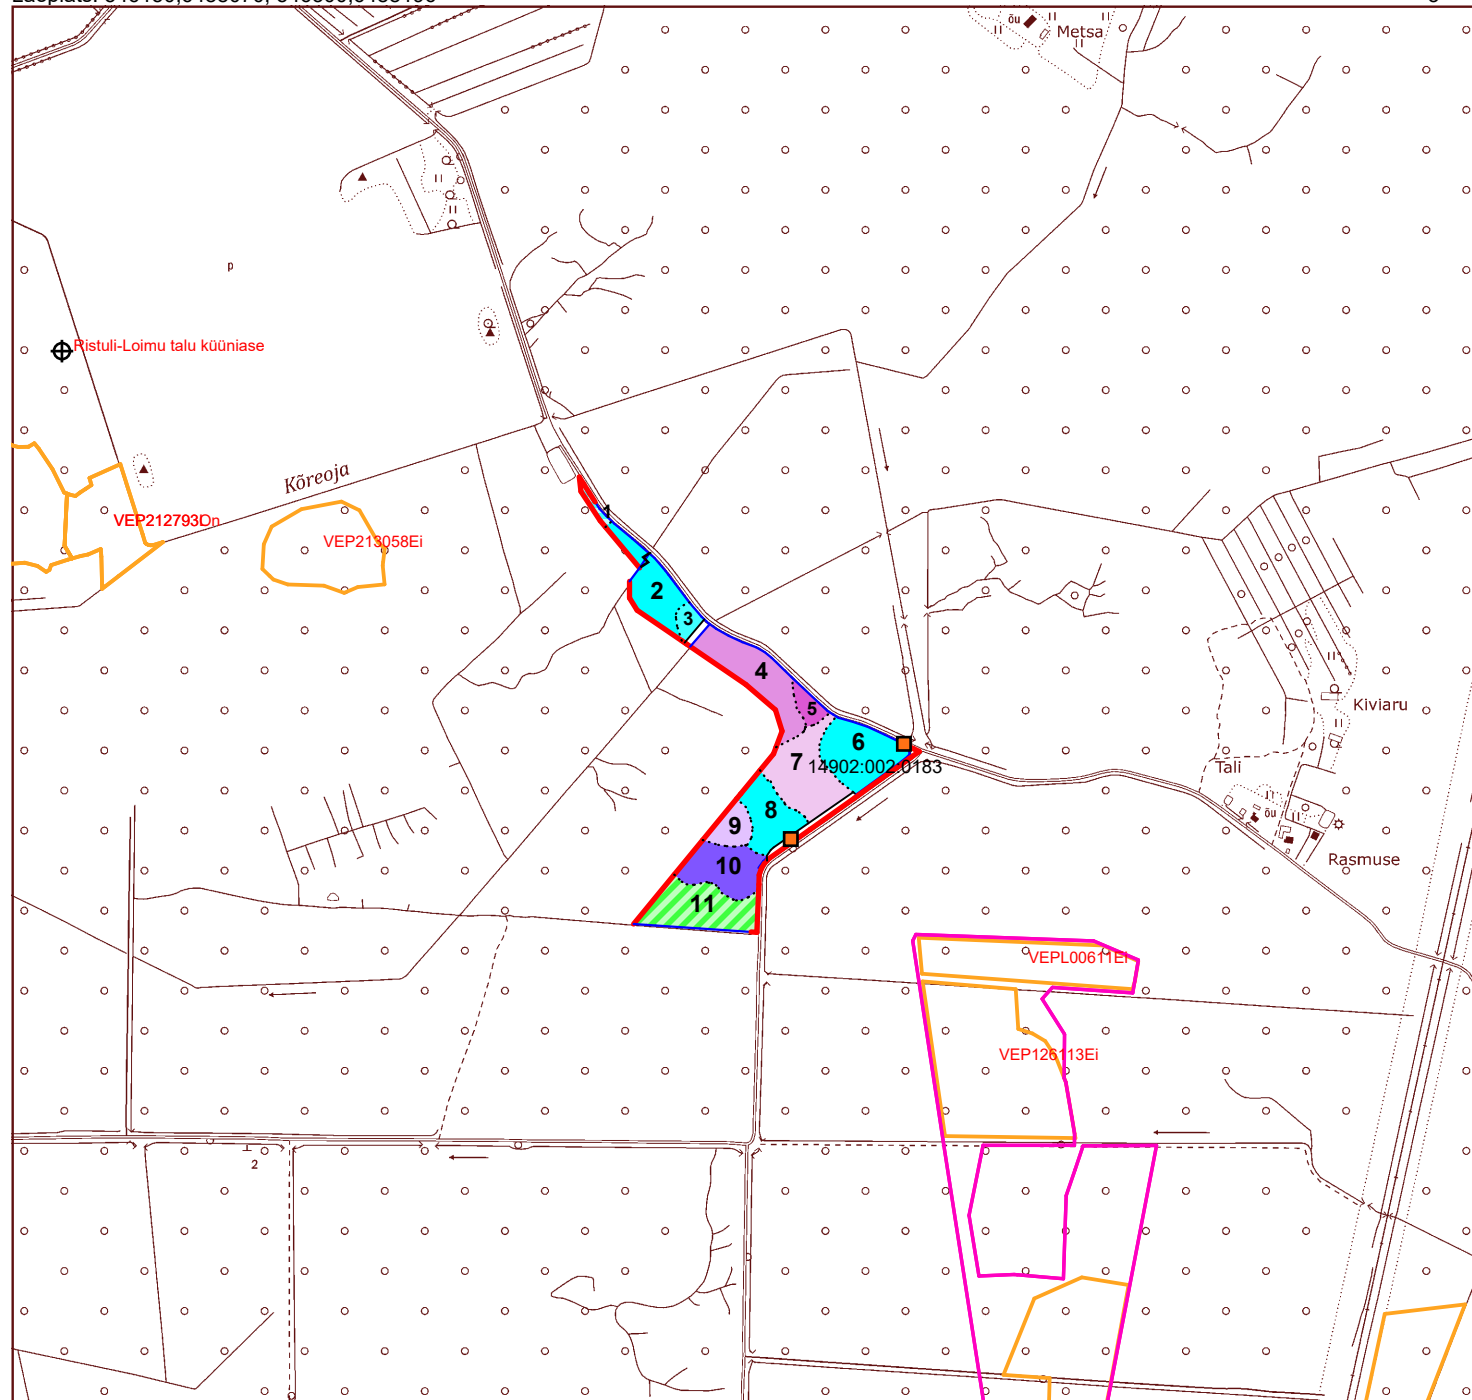 õu
Metsa
p
Ristuli-Loimu talu küüniase
Kõreoja
VEP212793Dn
VEP213058Ei
1
2
3
4
5
6
7
14902:002:0183
8
9
10
11
Kiviaru
Tali
õu
Rasmuse
VEPL00611Ei
VEP126113Ei
2